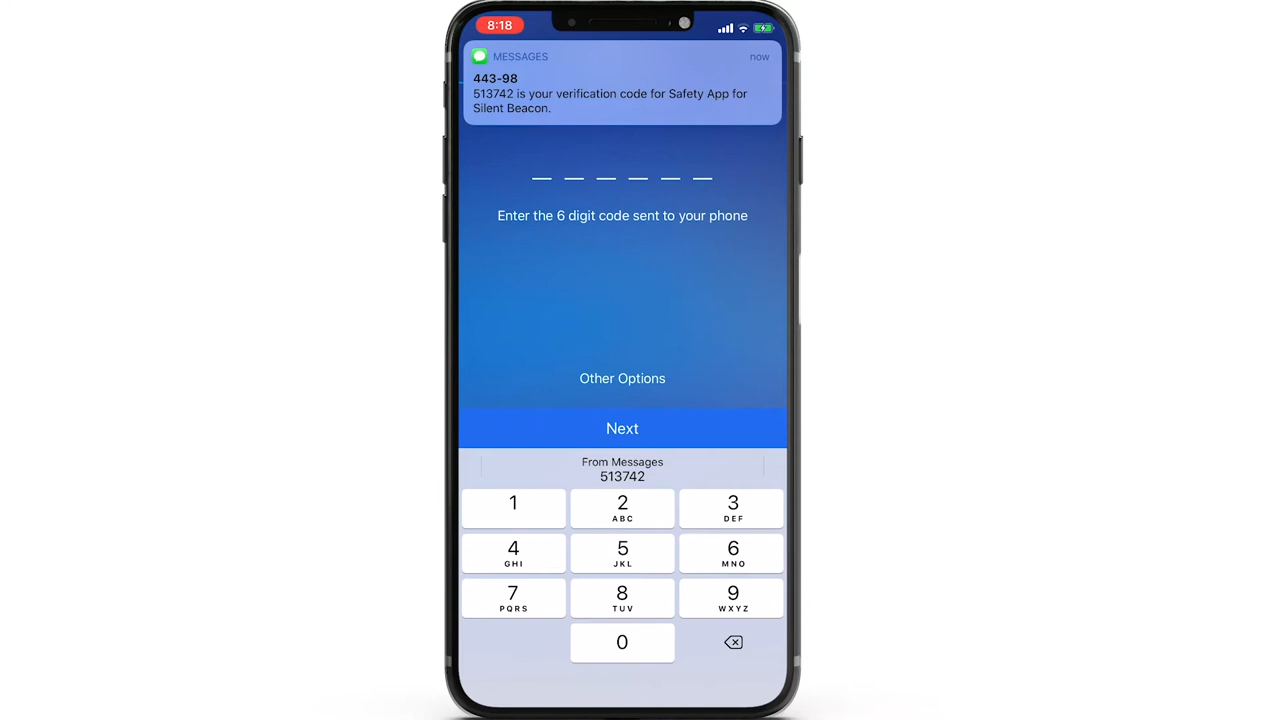 8:18
MESSAGES
now
443-98
513742 is your verification code for Safety App for
Silent Beacon.
Enter the 6 digit code sent to your phone
Other Options
Next
From Messages
513742
1
2
ABC
3
DEF
4
GHI
5
JKL
6
MNO
7
PQRS
8
TUV
9
WXYZ
0